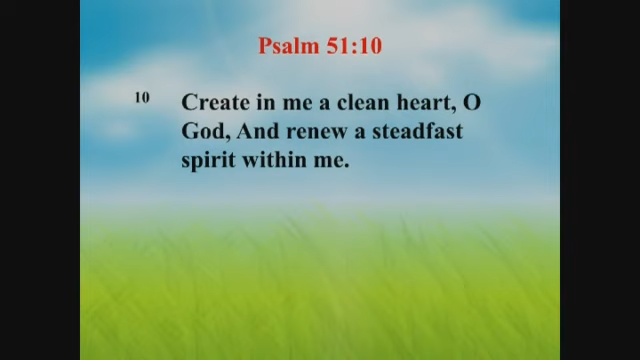 Psalm 51:10
10 Create in me a clean heart, O
God, And renew a steadfast
spirit within me.